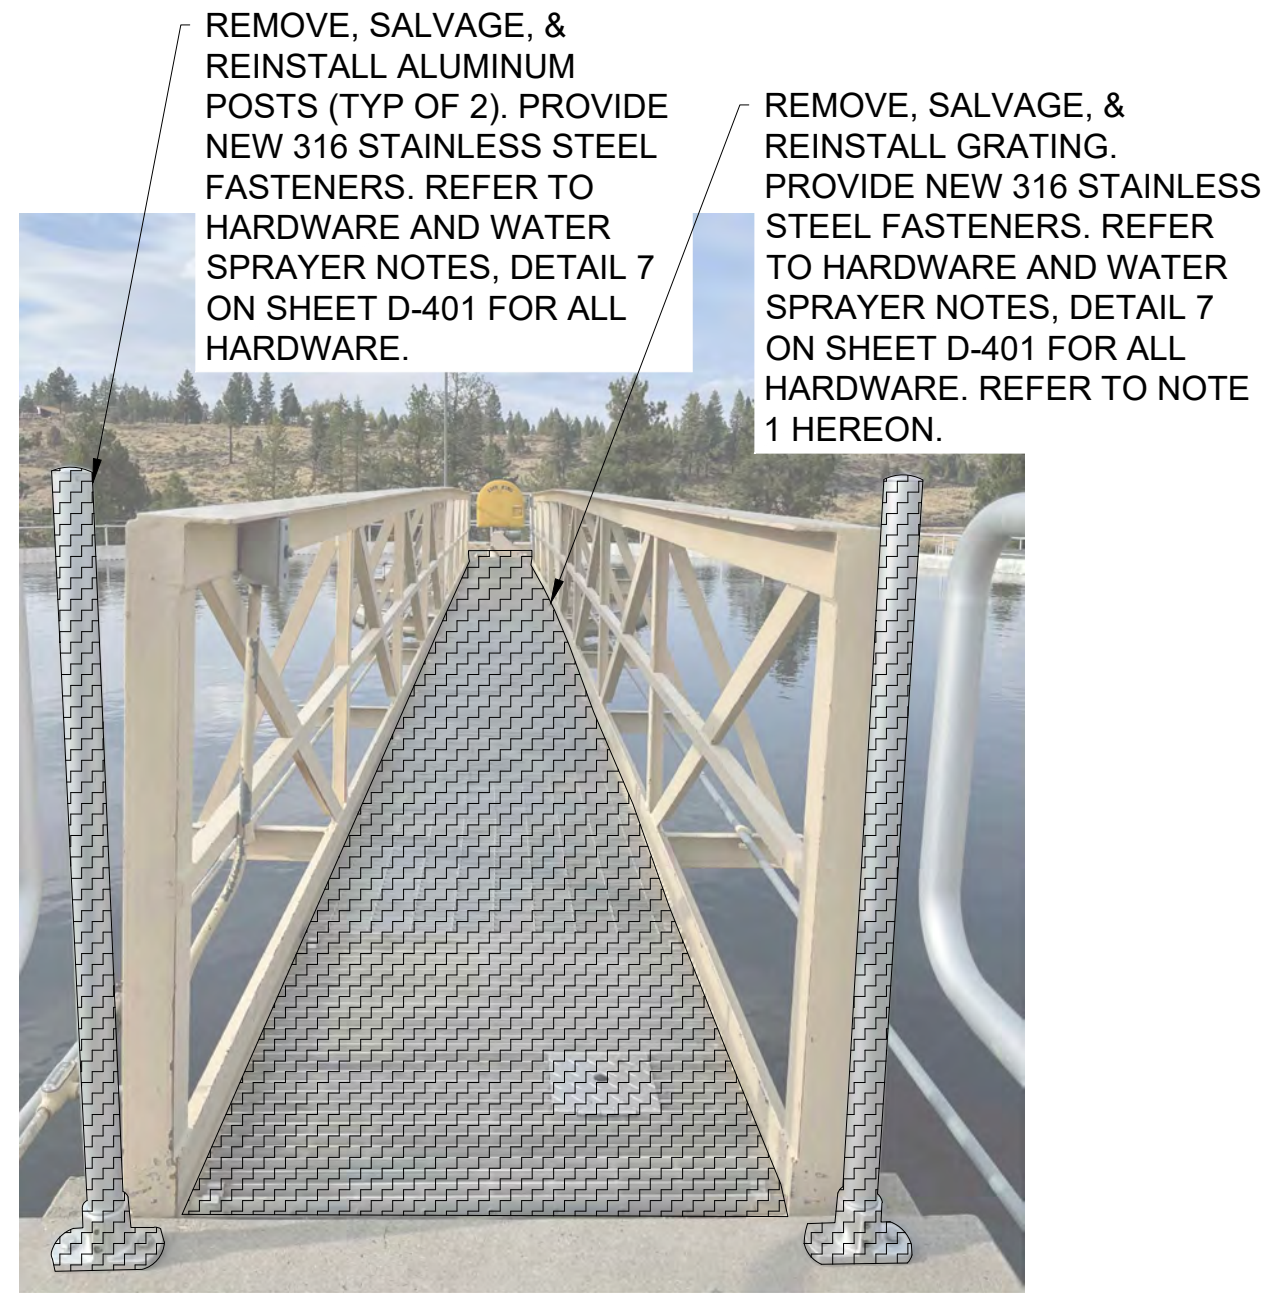 REMOVE, SALVAGE, &
REINSTALL ALUMINUM
POSTS (TYP OF 2). PROVIDE
NEW 316 STAINLESS STEEL
FASTENERS. REFER TO
HARDWARE AND WATER
SPRAYER NOTES, DETAIL 7
ON SHEET D-401 FOR ALL
HARDWARE.
REMOVE, SALVAGE, &
REINSTALL GRATING.
PROVIDE NEW 316 STAINLESS
STEEL FASTENERS. REFER
TO HARDWARE AND WATER
SPRAYER NOTES, DETAIL 7
ON SHEET D-401 FOR ALL
HARDWARE. REFER TO NOTE
1 HEREON.